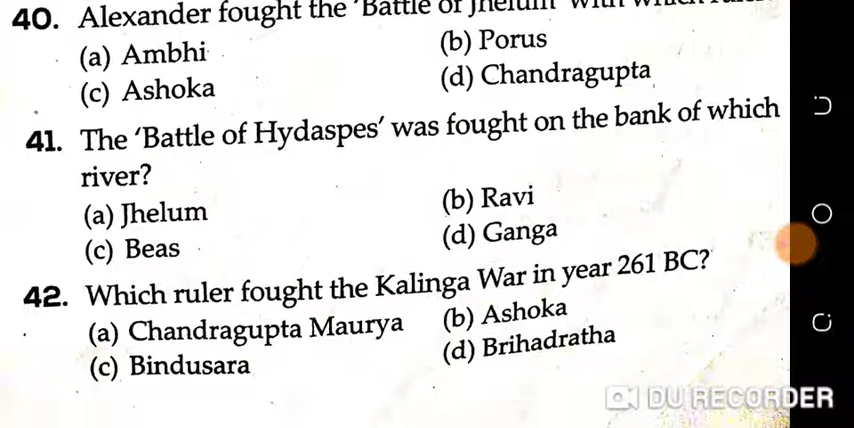 40. Alexander fought the 'Battle of Jhelum'
(a) Ambhi (b) Porus
(c) Ashoka (d) Chandragupta
41. The 'Battle of Hydaspes' was fought on the bank of which
river?
(a) Jhelum (b) Ravi
(c) Beas (d) Ganga
42. Which ruler fought the Kalinga War in year 261 BC?
(a) Chandragupta Maurya (b) Ashoka
(c) Bindusara (d) Brihadratha
DU RECORDER